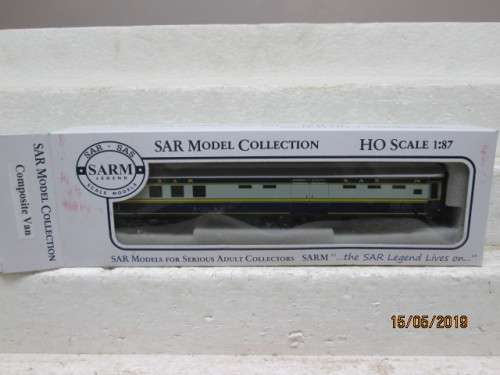 SAR MODEL COLLECTION
Composite Van
SAR - SAS
SARM
LEGEND
SCALE MODELS
SAR MODEL COLLECTION
HO SCALE 1:87
SAR MODELS FOR SERIOUS ADULT COLLECTORS SARM "...the SAR Legend Lives on..."
15/05/2019